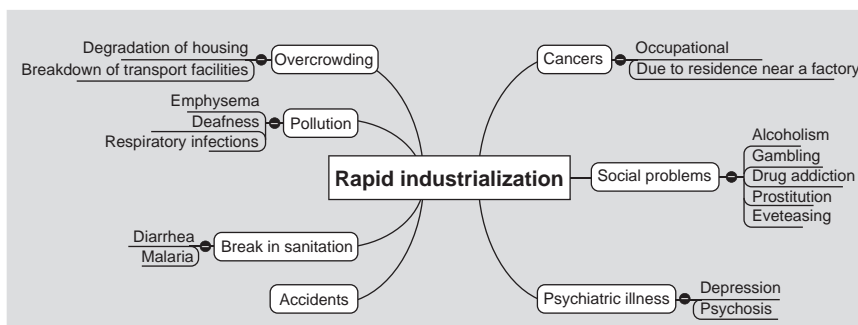 Degradation of housing
Breakdown of transport facilities
Overcrowding
Emphysema
Deafness
Respiratory infections
Pollution
Diarrhea
Malaria
Break in sanitation
Accidents
Rapid industrialization
Cancers
Occupational
Due to residence near a factory
Social problems
Alcoholism
Gambling
Drug addiction
Prostitution
Eveteasing
Psychiatric illness
Depression
Psychosis